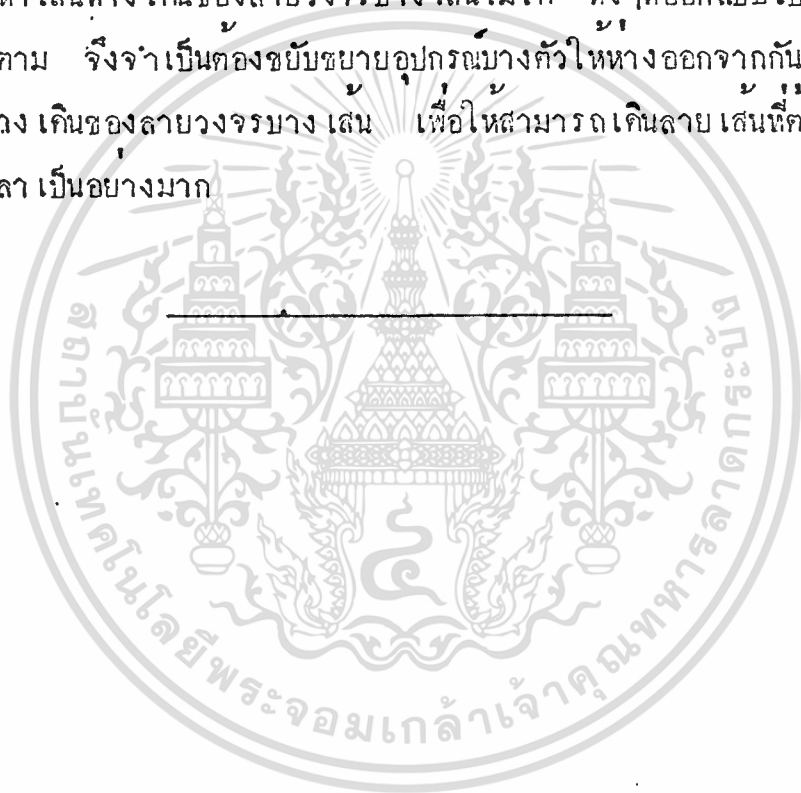 ตาม จึงจำเป็นต้องขยับขยายอุปกรณ์บางตัวให้ห่างออกจากกัน
เดินของลายวงจรบางเส้น เพื่อให้สามารถเดินลายเส้นที่
เป็นอย่างมาก
สถาบันเทคโนโลยีพระจอมเกล้าเจ้าคุณทหารลาดกระบัง